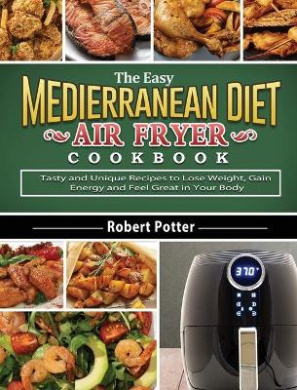 The Easy
MEDIERRANEAN DIET
AIR FRYER
COOKBOOK
Tasty and Unique Recipes to Lose Weight, Gain
Energy and Feel Great in Your Body
Robert Potter
370°